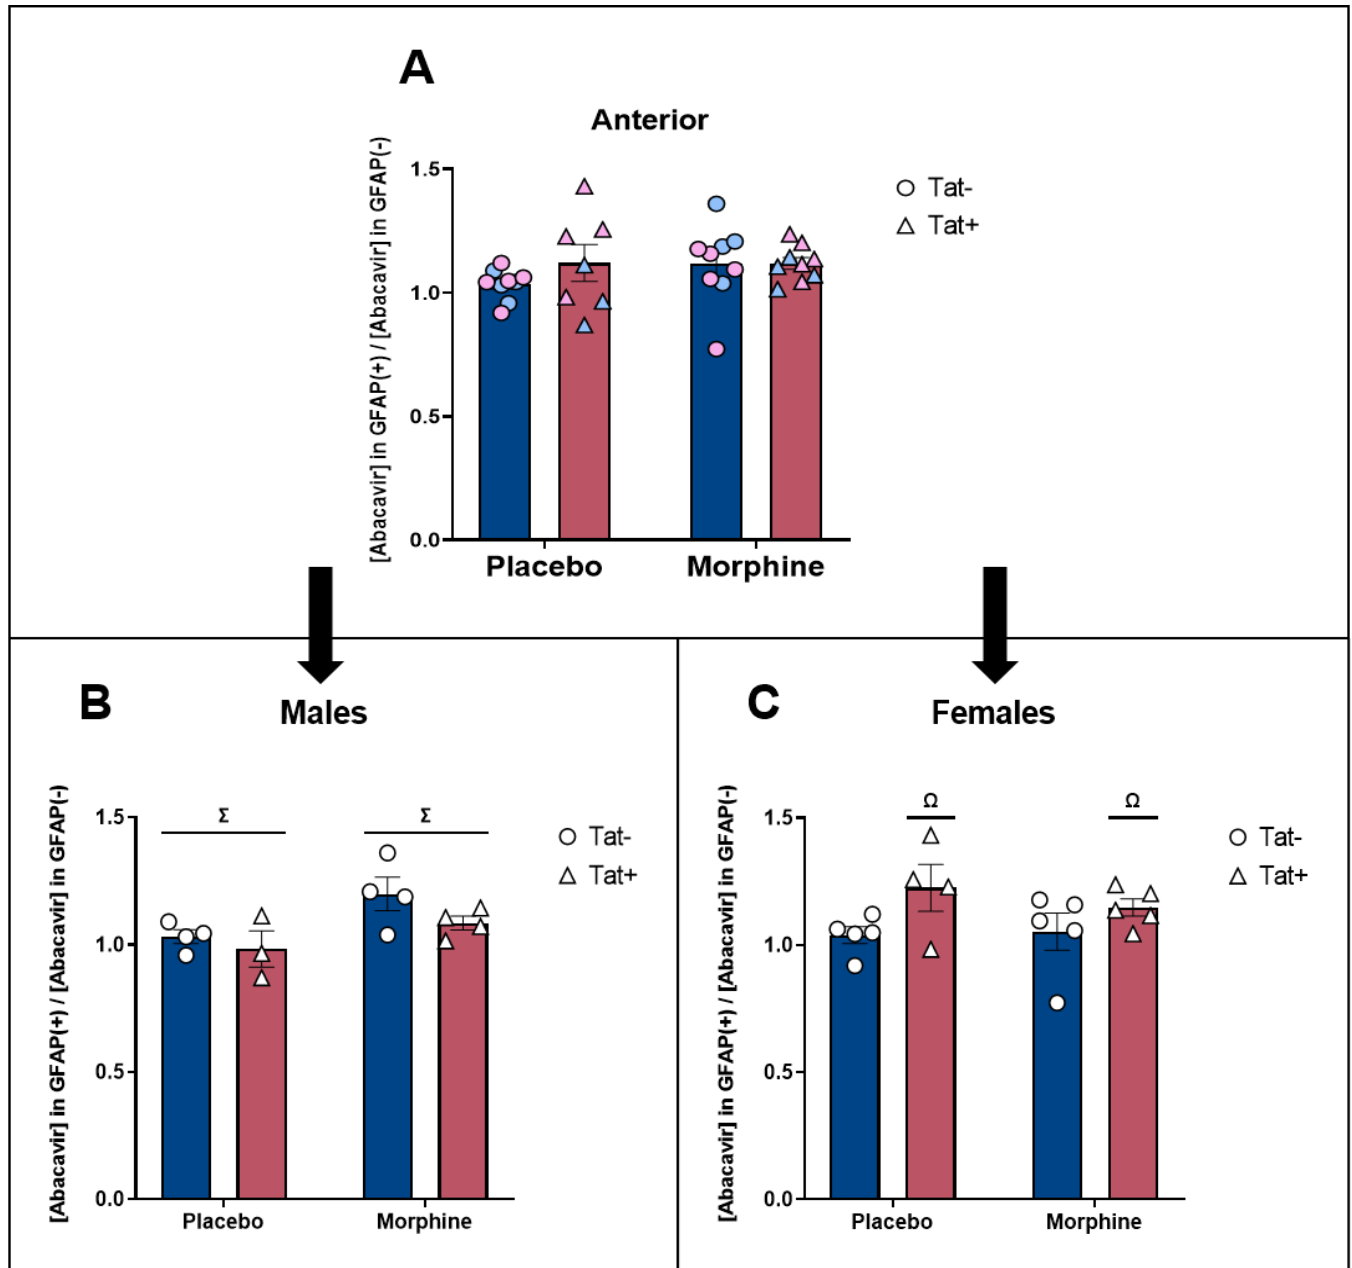 A
Anterior
[Abacavir] in GFAP(+) / [Abacavir] in GFAP(-)
1.5
1.0
0.5
0.0
Placebo
Morphine
Tat-
Tat+
B
Males
[Abacavir] in GFAP(+) / [Abacavir] in GFAP(-)
1.5
1.0
0.5
0.0
Σ
Σ
Placebo
Morphine
Tat-
Tat+
C
Females
[Abacavir] in GFAP(+) / [Abacavir] in GFAP(-)
1.5
1.0
0.5
0.0
Ω
Ω
Placebo
Morphine
Tat-
Tat+